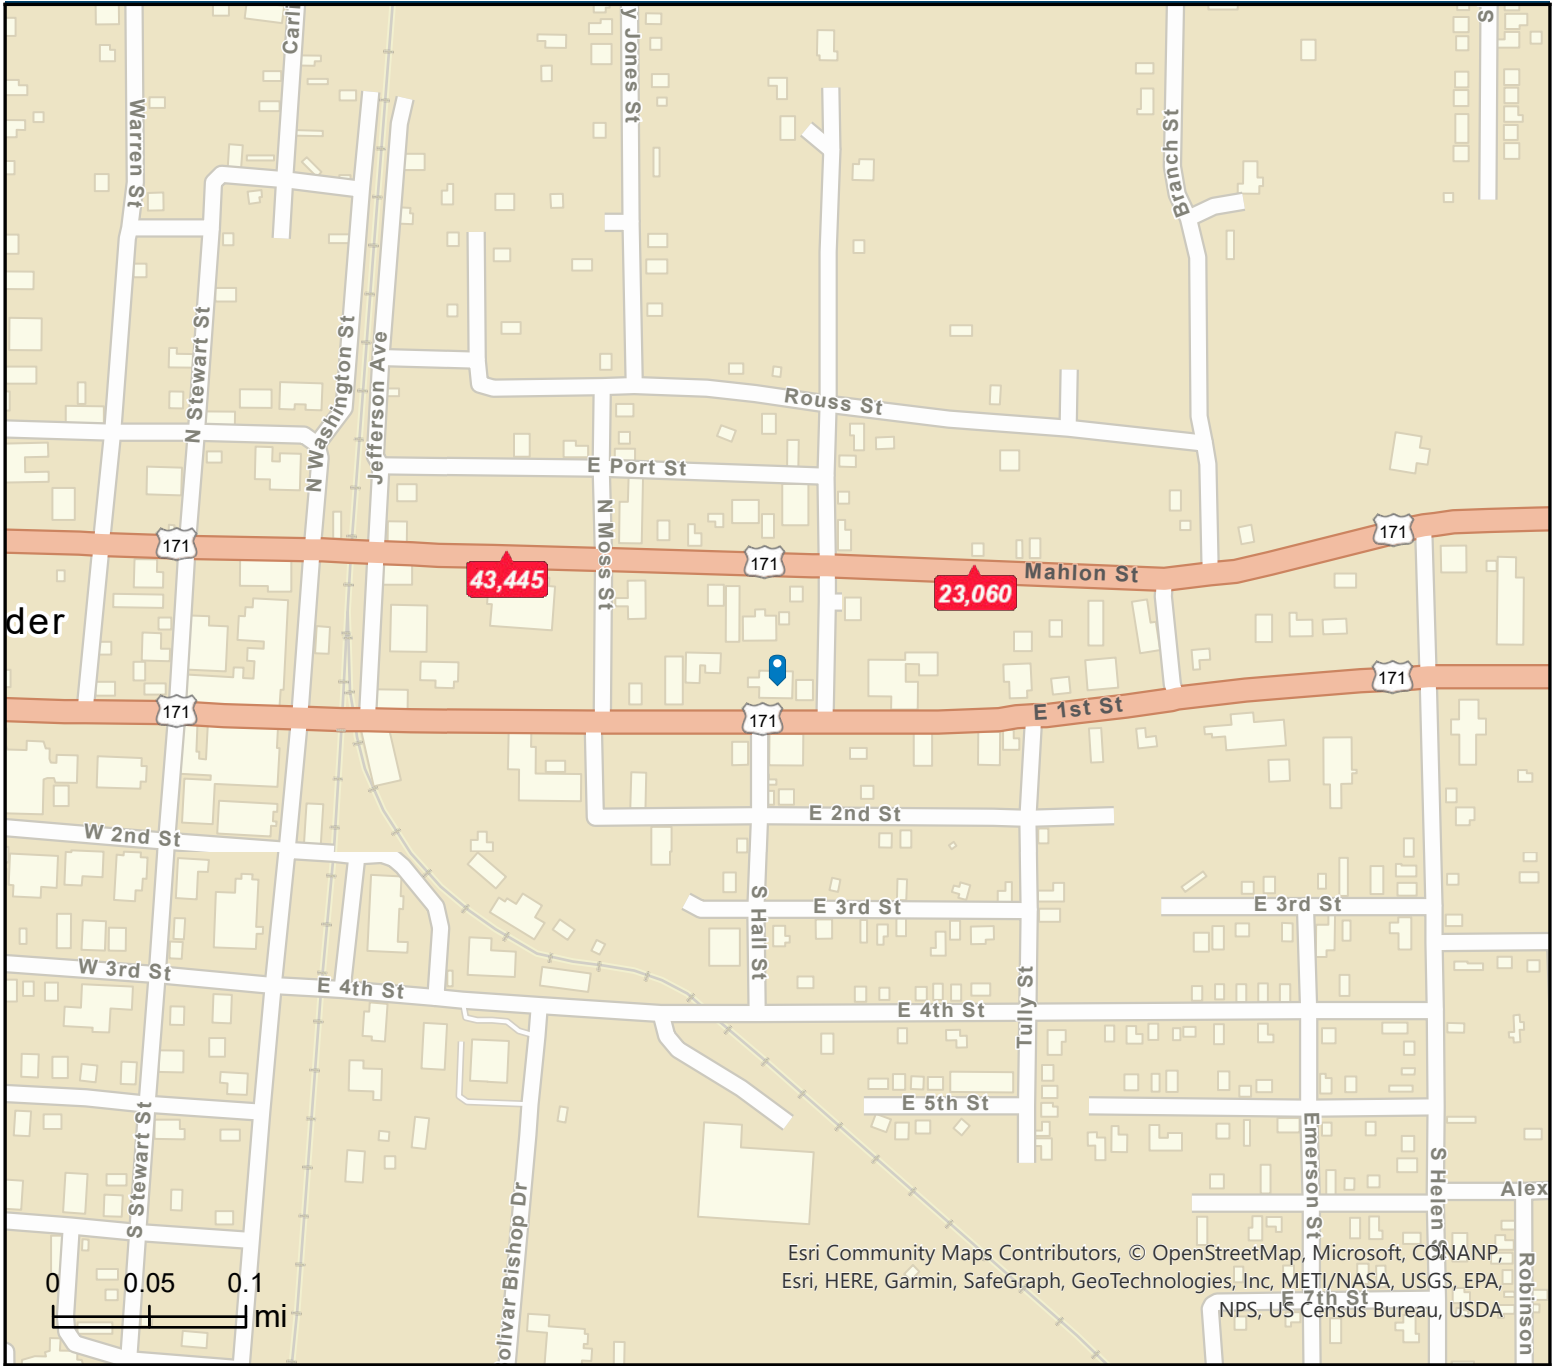 Carli
y Jones St
S
Warren St
Branch St
N Stewart St
N Washington St
Jefferson Ave
Rouss St
E Port St
N Moss St
171
171
171
43,445
23,060
Mahlon St
der
171
171
171
E 1st St
W 2nd St
E 2nd St
S Hall St
E 3rd St
E 3rd St
W 3rd St
E 4th St
E 4th St
Tully St
E 5th St
S Stewart St
Emerson St
S Helen S
Alex
olivar Bishop Dr
Robinson
E 7th St
Esri Community Maps Contributors, © OpenStreetMap, Microsoft, CONANP,
Esri, HERE, Garmin, SafeGraph, GeoTechnologies, Inc, METI/NASA, USGS, EPA,
NPS, US Census Bureau, USDA
0 0.05 0.1
mi